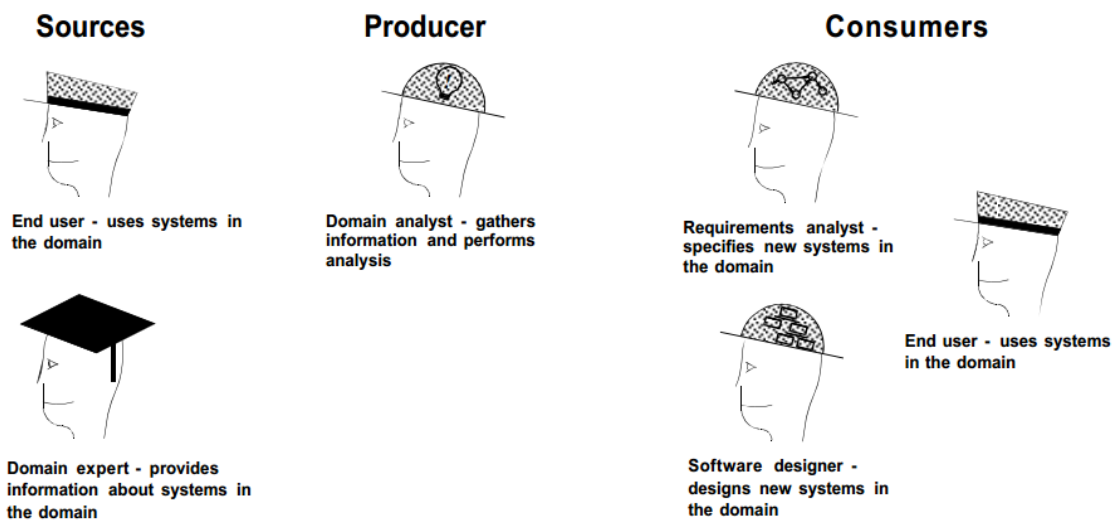 Sources
End user - uses systems in
the domain
Domain expert - provides
information about systems in
the domain
Producer
Domain analyst - gathers
information and performs
analysis
Consumers
Requirements analyst -
specifies new systems in
the domain
Software designer -
designs new systems in
the domain
End user - uses systems
in the domain